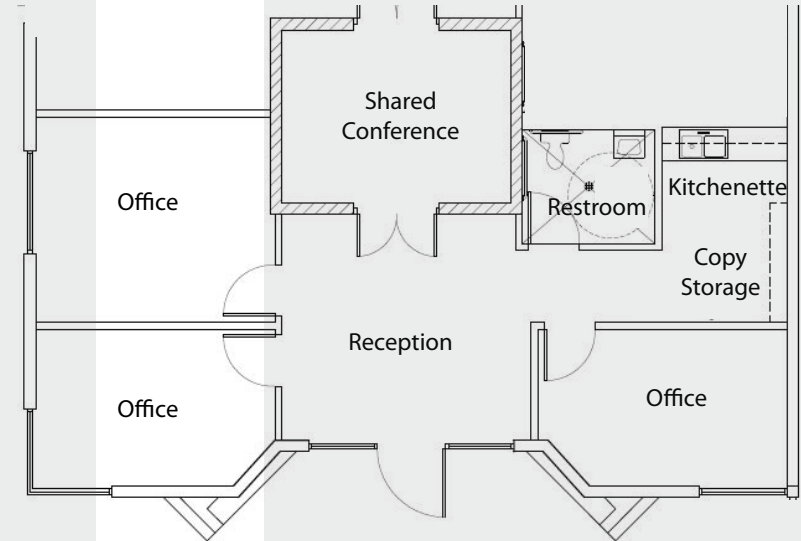 Shared
Conference
Office
Restroom
Kitchenette
Copy
Storage
Reception
Office
Office